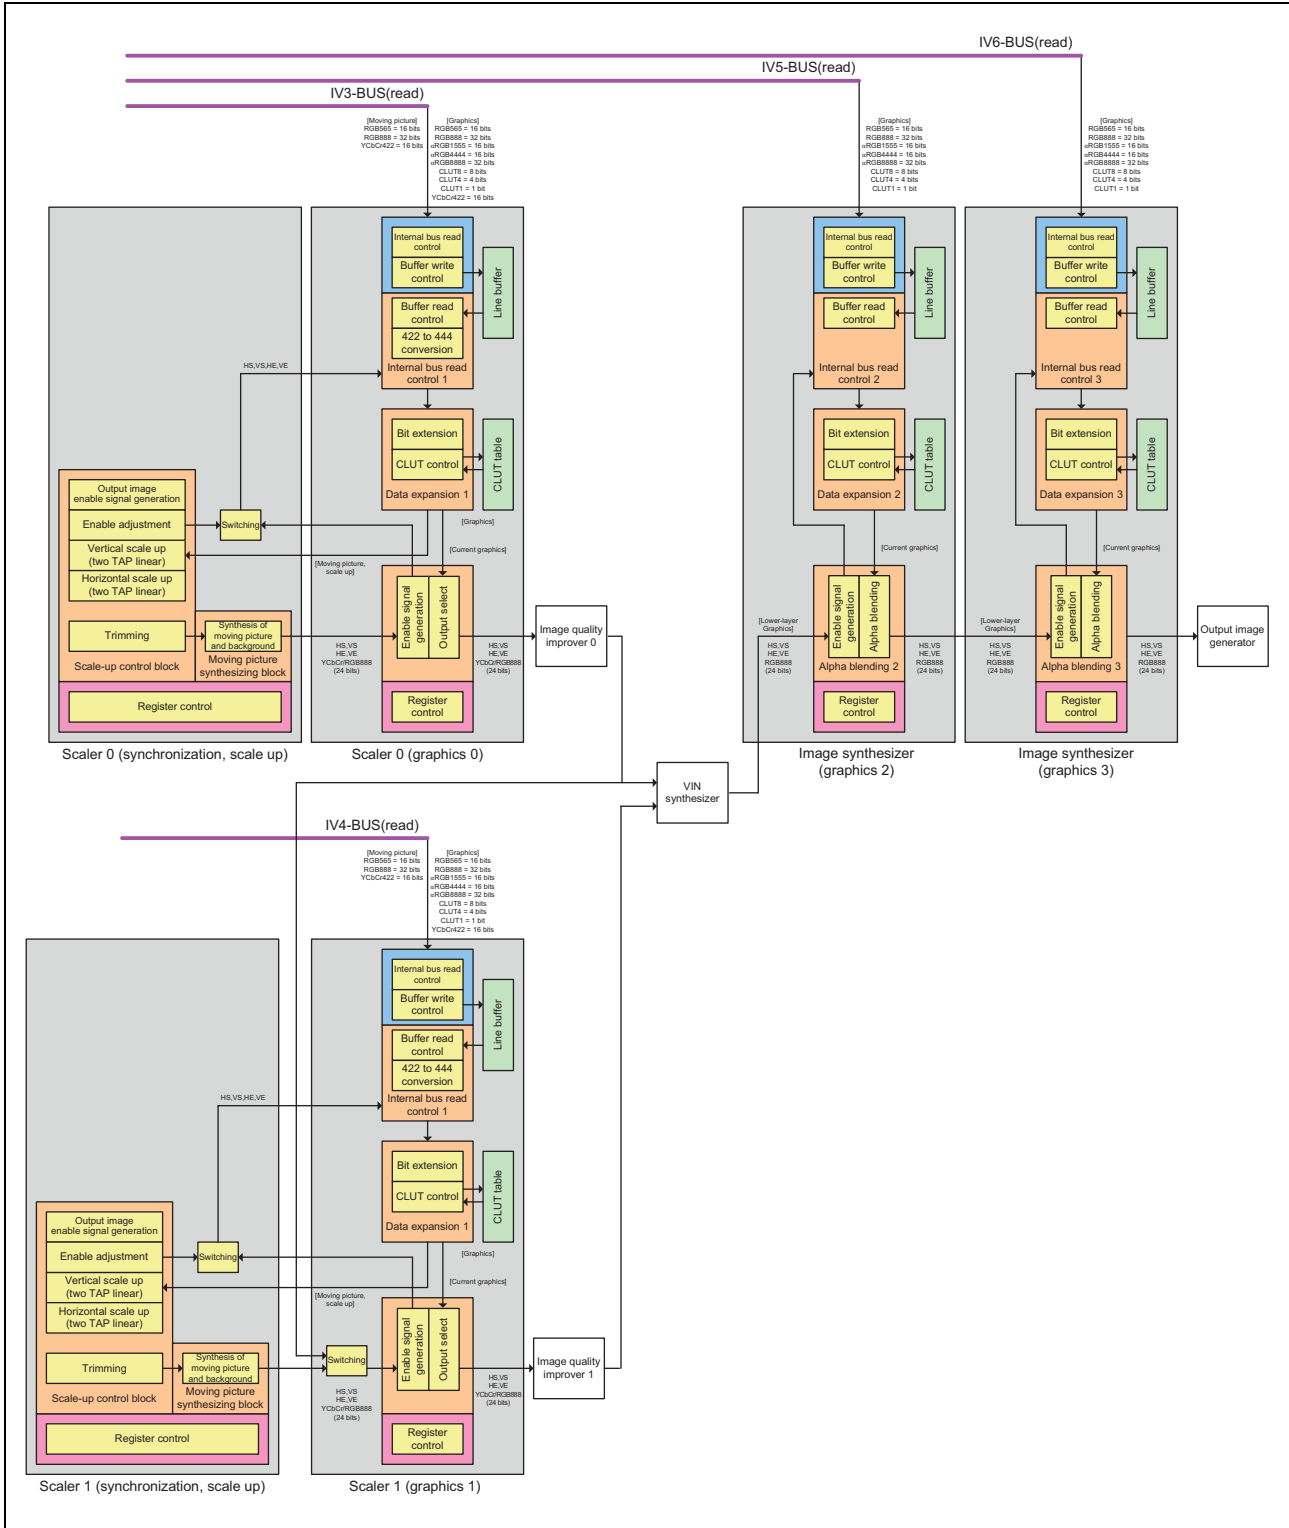 IV6-BUS(read)
IV5-BUS(read)
IV3-BUS(read)
[Moving picture]
RGB565 = 16 bits
RGB888 = 32 bits
YCbCr422 = 16 bits
[Graphics]
RGB565 = 16 bits
RGB888 = 32 bits
αRGB1555 = 16 bits
αRGB4444 = 16 bits
αRGB8888 = 32 bits
CLUT8 = 8 bits
CLUT4 = 4 bits
CLUT1 = 1 bit
YCbCr422 = 16 bits
[Graphics]
RGB565 = 16 bits
RGB888 = 32 bits
αRGB1555 = 16 bits
αRGB4444 = 16 bits
αRGB8888 = 32 bits
CLUT8 = 8 bits
CLUT4 = 4 bits
CLUT1 = 1 bit
[Graphics]
RGB565 = 16 bits
RGB888 = 32 bits
αRGB1555 = 16 bits
αRGB4444 = 16 bits
αRGB8888 = 32 bits
CLUT8 = 8 bits
CLUT4 = 4 bits
CLUT1 = 1 bit
Output image
enable signal generation
Enable adjustment
Vertical scale up
(two TAP linear)
Horizontal scale up
(two TAP linear)
Trimming
Scale-up control block
Synthesis of
moving picture
and background
Moving picture
synthesizing block
Register control
Switching
HS,VS,HE,VE
Scaler 0 (synchronization, scale up)
Internal bus read
control
Buffer write
control
Line buffer
Buffer read
control
422 to 444
conversion
Internal bus read
control 1
Bit extension
CLUT control
CLUT table
Data expansion 1
[Graphics]
[Current graphics]
[Moving picture,
scale up]
Enable signal
generation
Output select
HS,VS
HE,VE
YCbCr/RGB888
(24 bits)
HS,VS
HE,VE
YCbCr/RGB888
(24 bits)
Register
control
Scaler 0 (graphics 0)
Image quality
improver 0
Internal bus read
control
Buffer write
control
Line buffer
Buffer read
control
Internal bus read
control 2
Bit extension
CLUT control
CLUT table
Data expansion 2
[Current graphics]
[Lower-layer
Graphics]
Enable signal
generation
Alpha blending
Alpha blending 2
HS,VS
HE,VE
RGB888
(24 bits)
HS,VS
HE,VE
RGB888
(24 bits)
Register
control
Image synthesizer
(graphics 2)
Internal bus read
control
Buffer write
control
Line buffer
Buffer read
control
Internal bus read
control 3
Bit extension
CLUT control
CLUT table
Data expansion 3
[Current graphics]
[Lower-layer
Graphics]
Enable signal
generation
Alpha blending
Alpha blending 3
HS,VS
HE,VE
RGB888
(24 bits)
HS,VS
HE,VE
RGB888
(24 bits)
Register
control
Image synthesizer
(graphics 3)
Output image
generator
VIN
synthesizer
IV4-BUS(read)
[Moving picture]
RGB565 = 16 bits
RGB888 = 32 bits
YCbCr422 = 16 bits
[Graphics]
RGB565 = 16 bits
RGB888 = 32 bits
αRGB1555 = 16 bits
αRGB4444 = 16 bits
αRGB8888 = 32 bits
CLUT8 = 8 bits
CLUT4 = 4 bits
CLUT1 = 1 bit
YCbCr422 = 16 bits
Output image
enable signal generation
Enable adjustment
Vertical scale up
(two TAP linear)
Horizontal scale up
(two TAP linear)
Trimming
Scale-up control block
Synthesis of
moving picture
and background
Moving picture
synthesizing block
Register control
Switching
HS,VS,HE,VE
Scaler 1 (synchronization, scale up)
Internal bus read
control
Buffer write
control
Line buffer
Buffer read
control
422 to 444
conversion
Internal bus read
control 1
Bit extension
CLUT control
CLUT table
Data expansion 1
[Graphics]
[Current graphics]
[Moving picture,
scale up]
Switching
Enable signal
generation
Output select
HS,VS
HE,VE
YCbCr/RGB888
(24 bits)
HS,VS
HE,VE
YCbCr/RGB888
(24 bits)
Register
control
Scaler 1 (graphics 1)
Image quality
improver 1